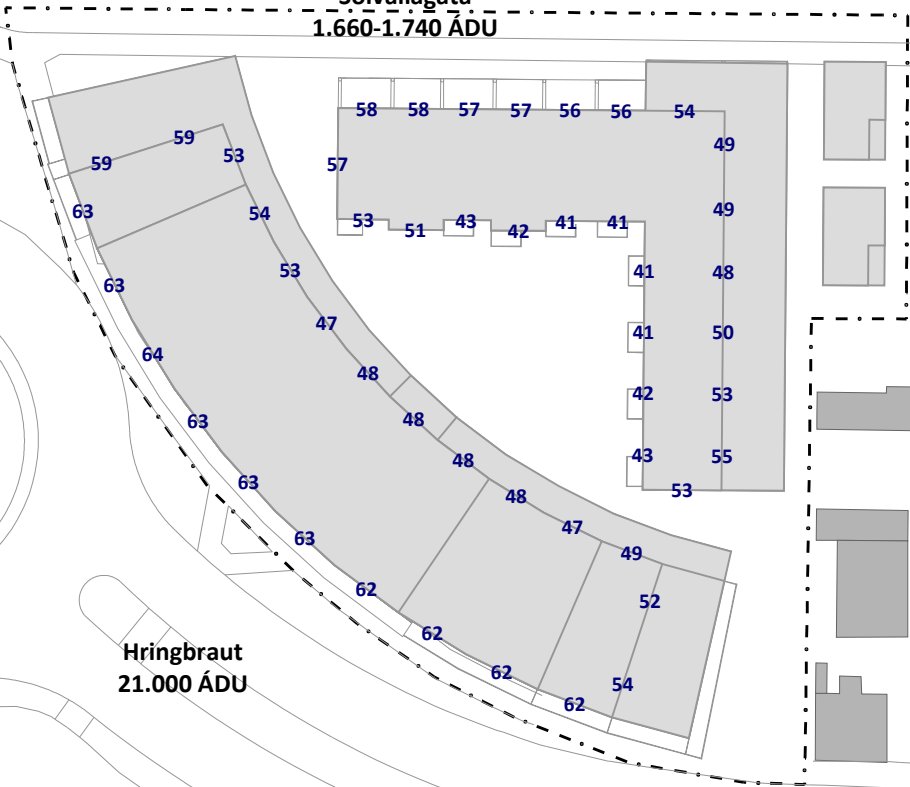 Sólvallagata
1.660-1.740 ÁDU
58 58 57 57 56 56 54
59 59 53 57 49
63 54 53 51 43 42 41 41 49
63 53 41 48
64 47 41 50
63 48 48 42 53
63 48 43 55
63 48 47 53
62 49 52
62
62 54
62
Hringbraut
21.000 ÁDU